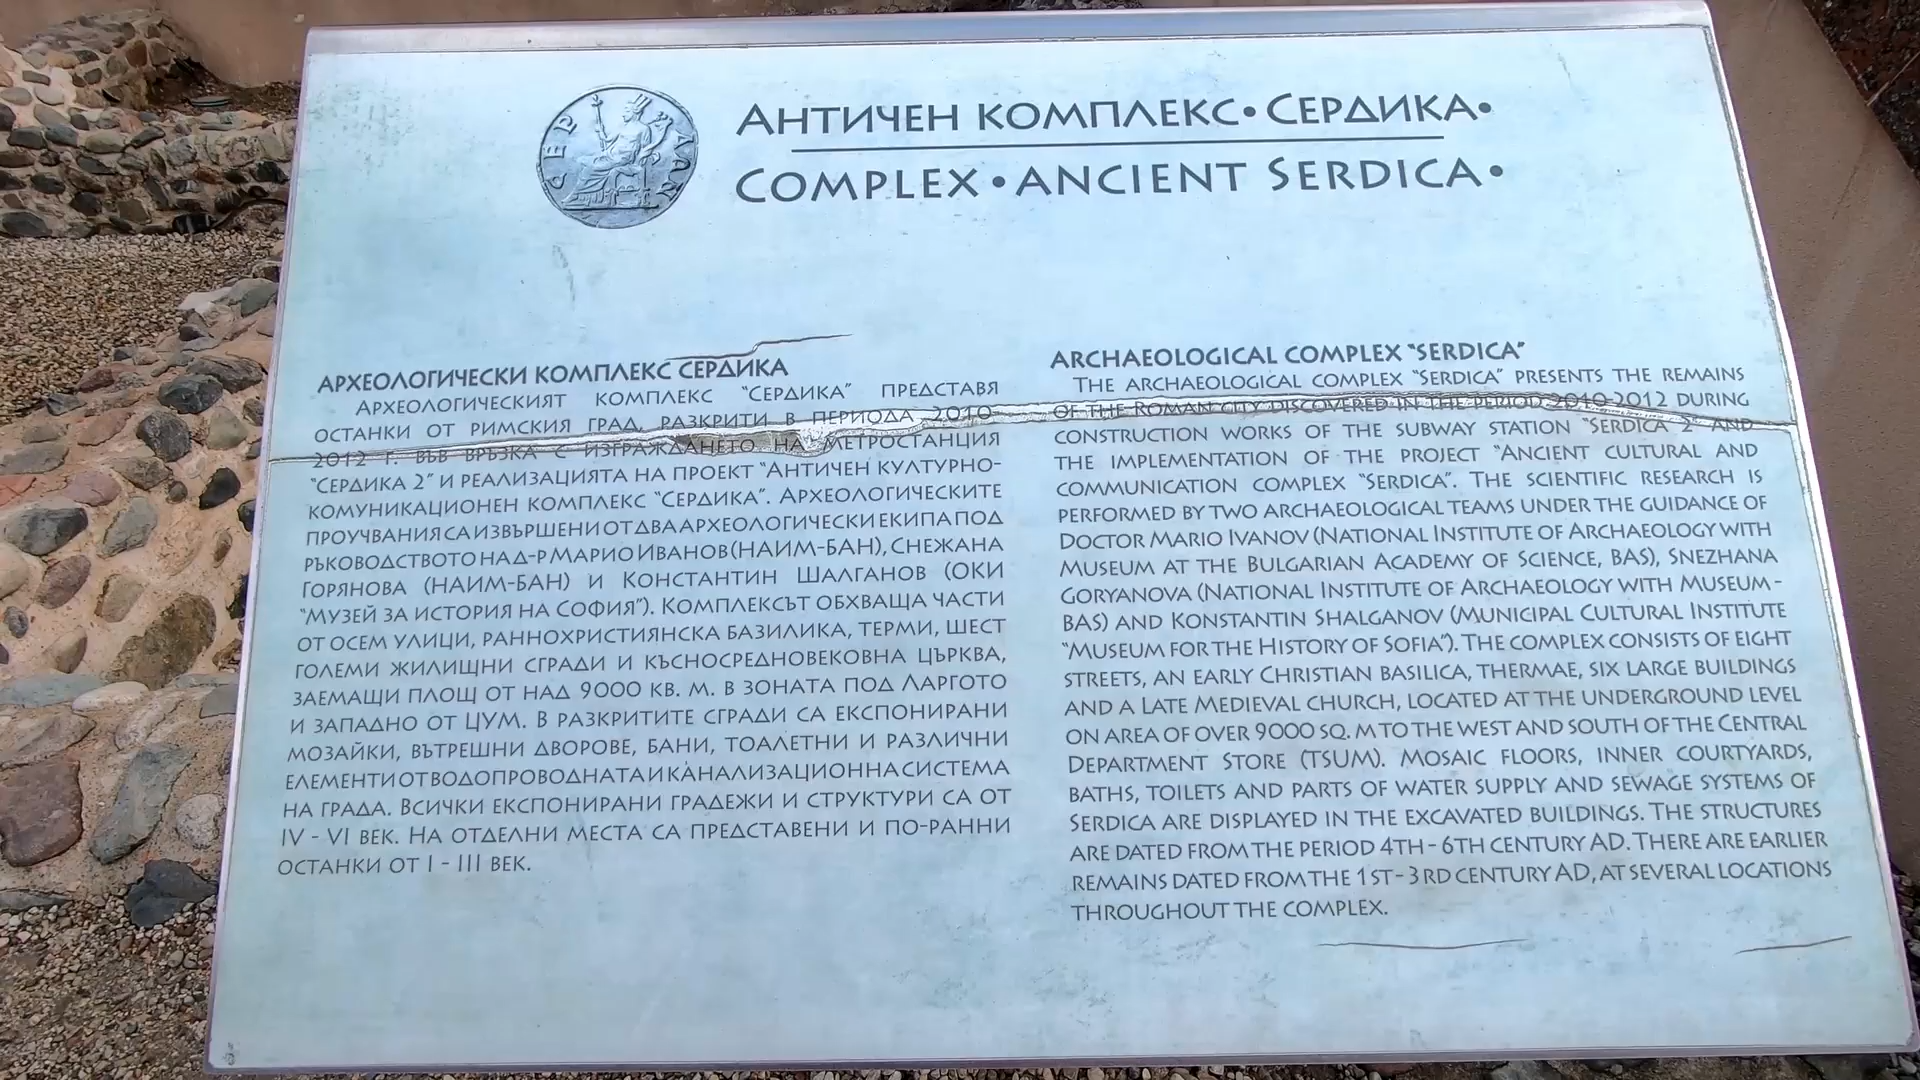 СЕР ΔΩΝ
АНТИЧЕН КОМПЛЕКС • СЕРДИКА •
COMPLEX • ANCIENT SERDICA •
АРХЕОЛОГИЧЕСКИ КОМПЛЕКС СЕРДИКА
АРХЕОЛОГИЧЕСКИЯТ КОМПЛЕКС "СЕРДИКА" ПРЕДСТАВЯ
ОСТАНКИ ОТ РИМСКИЯ ГРАД, РАЗКРИТИ В ПЕРИОДА 2010-
2012 Г. ВЪВ ВРЪЗКА С ИЗГРАЖДАНЕТО НА МЕТРОСТАНЦИЯ
"СЕРДИКА 2" И РЕАЛИЗАЦИЯТА НА ПРОЕКТ "АНТИЧЕН КУЛТУРНО-
КОМУНИКАЦИОНЕН КОМПЛЕКС "СЕРДИКА". АРХЕОЛОГИЧЕСКИТЕ
ПРОУЧВАНИЯ СА ИЗВЪРШЕНИ ОТ ДВА АРХЕОЛОГИЧЕСКИ ЕКИПА ПОД
РЪКОВОДСТВОТО НА Д-Р МАРИО ИВАНОВ (НАИМ-БАН), СНЕЖАНА
ГОРЯНОВА (НАИМ-БАН) И КОНСТАНТИН ШАЛГАНОВ (ОКИ
"МУЗЕЙ ЗА ИСТОРИЯ НА СОФИЯ"). КОМПЛЕКСЪТ ОБХВАЩА ЧАСТИ
ОТ ОСЕМ УЛИЦИ, РАННОХРИСТИЯНСКА БАЗИЛИКА, ТЕРМИ, ШЕСТ
ГОЛЕМИ ЖИЛИЩНИ СГРАДИ И КЪСНОСРЕДНОВЕКОВНА ЦЪРКВА,
ЗАЕМАЩИ ПЛОЩ ОТ НАД 9000 КВ. М. В ЗОНАТА ПОД ЛАРГОТО
И ЗАПАДНО ОТ ЦУМ. В РАЗКРИТИТЕ СГРАДИ СА ЕКСПОНИРАНИ
МОЗАЙКИ, ВЪТРЕШНИ ДВОРОВЕ, БАНИ, ТОАЛЕТНИ И РАЗЛИЧНИ
ЕЛЕМЕНТИ ОТ ВОДОПРОВОДНАТА И КАНАЛИЗАЦИОННА СИСТЕМА
НА ГРАДА. ВСИЧКИ ЕКСПОНИРАНИ ГРАДЕЖИ И СТРУКТУРИ СА ОТ
IV - VI ВЕК. НА ОТДЕЛНИ МЕСТА СА ПРЕДСТАВЕНИ И ПО-РАННИ
ОСТАНКИ ОТ I - III ВЕК.
ARCHAEOLOGICAL COMPLEX "SERDICA"
THE ARCHAEOLOGICAL COMPLEX "SERDICA" PRESENTS THE REMAINS
OF THE ROMAN CITY DISCOVERED IN THE PERIOD 2010-2012 DURING
CONSTRUCTION WORKS OF THE SUBWAY STATION "SERDICA 2" AND
THE IMPLEMENTATION OF THE PROJECT "ANCIENT CULTURAL AND
COMMUNICATION COMPLEX "SERDICA". THE SCIENTIFIC RESEARCH IS
PERFORMED BY TWO ARCHAEOLOGICAL TEAMS UNDER THE GUIDANCE OF
DOCTOR MARIO IVANOV (NATIONAL INSTITUTE OF ARCHAEOLOGY WITH
MUSEUM AT THE BULGARIAN ACADEMY OF SCIENCE, BAS), SNEZHANA
GORYANOVA (NATIONAL INSTITUTE OF ARCHAEOLOGY WITH MUSEUM -
BAS) AND KONSTANTIN SHALGANOV (MUNICIPAL CULTURAL INSTITUTE
"MUSEUM FOR THE HISTORY OF SOFIA"). THE COMPLEX CONSISTS OF EIGHT
STREETS, AN EARLY CHRISTIAN BASILICA, THERMAE, SIX LARGE BUILDINGS
AND A LATE MEDIEVAL CHURCH, LOCATED AT THE UNDERGROUND LEVEL
ON AREA OF OVER 9000 SQ. M TO THE WEST AND SOUTH OF THE CENTRAL
DEPARTMENT STORE (TSUM). MOSAIC FLOORS, INNER COURTYARDS,
BATHS, TOILETS AND PARTS OF WATER SUPPLY AND SEWAGE SYSTEMS OF
SERDICA ARE DISPLAYED IN THE EXCAVATED BUILDINGS. THE STRUCTURES
ARE DATED FROM THE PERIOD 4TH - 6TH CENTURY AD. THERE ARE EARLIER
REMAINS DATED FROM THE 1ST - 3RD CENTURY AD, AT SEVERAL LOCATIONS
THROUGHOUT THE COMPLEX.